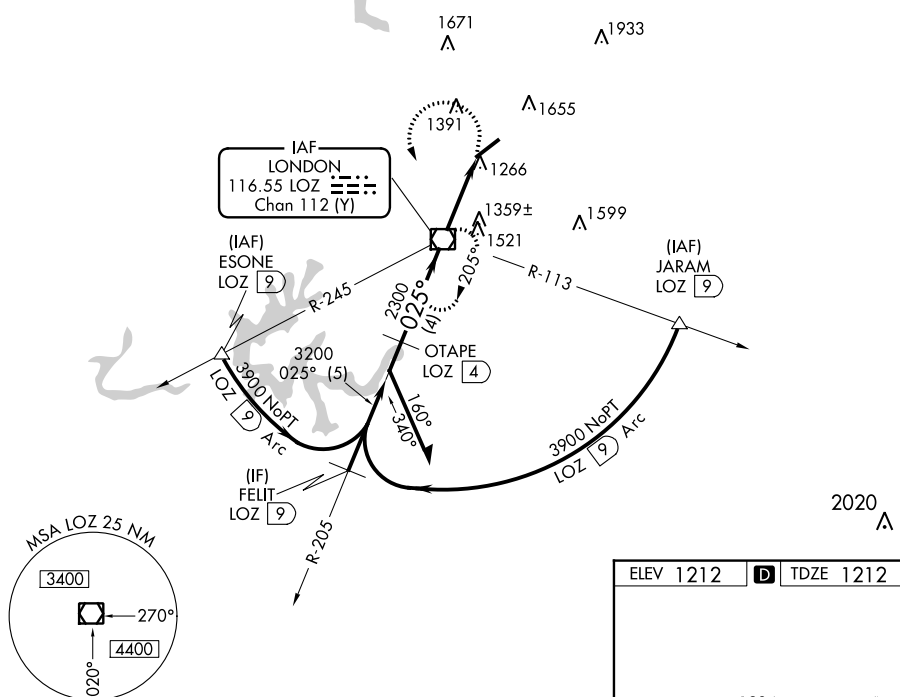 1671
1933
1391
1655
IAF
LONDON
116.55 LOZ
Chan 112 (Y)
1266
1359±
1521
1599
205°
(IAF)
ESONE
LOZ 9
R-245
R-113
(IAF)
JARAM
LOZ 9
2300
025°
(4)
OTAPE
LOZ 4
3200
025° (5)
3900 NoPT
LOZ 9 Arc
160°
340°
3900 NoPT
LOZ 9 Arc
(IF)
FELIT
LOZ 9
R-205
2020
MSA LOZ 25 NM
3400
270°
4400
020°
ELEV 1212 D TDZE 1212